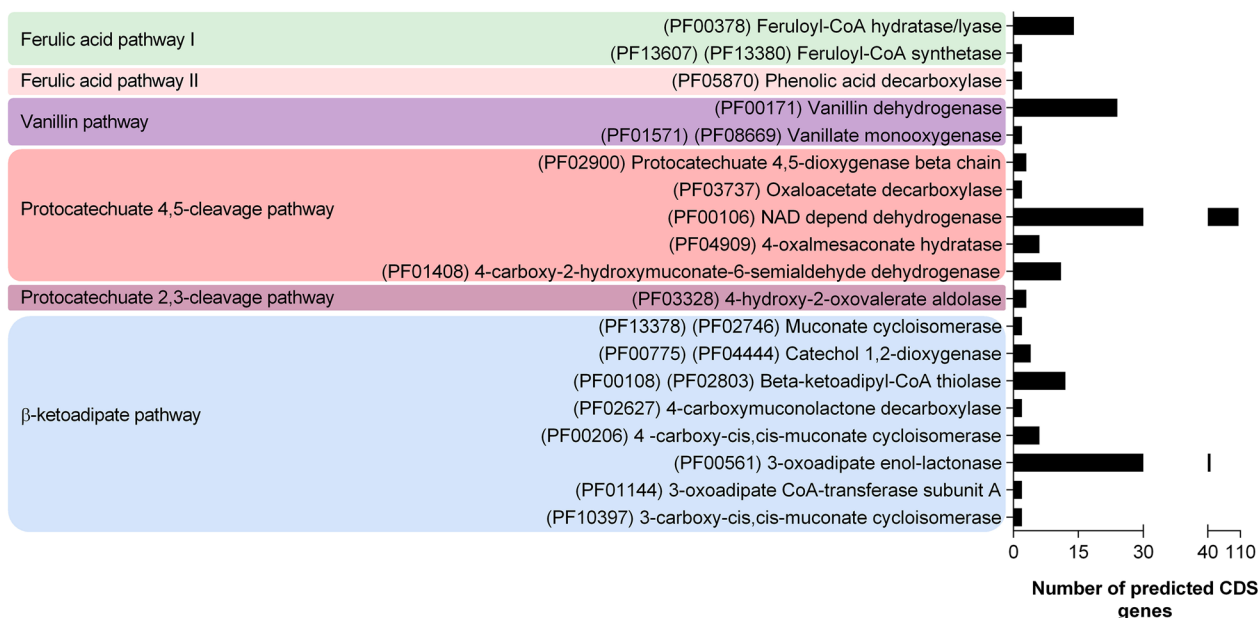 Ferulic acid pathway I
(PF00378) Feruloyl-CoA hydratase/lyase
(PF13607) (PF13380) Feruloyl-CoA synthetase
Ferulic acid pathway II
(PF05870) Phenolic acid decarboxylase
Vanillin pathway
(PF00171) Vanillin dehydrogenase
(PF01571) (PF08669) Vanillate monooxygenase
Protocatechuate 4,5-cleavage pathway
(PF02900) Protocatechuate 4,5-dioxygenase beta chain
(PF03737) Oxaloacetate decarboxylase
(PF00106) NAD depend dehydrogenase
(PF04909) 4-oxalmesaconate hydratase
(PF01408) 4-carboxy-2-hydroxymuconate-6-semialdehyde dehydrogenase
Protocatechuate 2,3-cleavage pathway
(PF03328) 4-hydroxy-2-oxovalerate aldolase
β-ketoadipate pathway
(PF13378) (PF02746) Muconate cycloisomerase
(PF00775) (PF04444) Catechol 1,2-dioxygenase
(PF00108) (PF02803) Beta-ketoadipyl-CoA thiolase
(PF02627) 4-carboxymuconolactone decarboxylase
(PF00206) 4 -carboxy-cis,cis-muconate cycloisomerase
(PF00561) 3-oxoadipate enol-lactonase
(PF01144) 3-oxoadipate CoA-transferase subunit A
(PF10397) 3-carboxy-cis,cis-muconate cycloisomerase
0 15 30 40 110
Number of predicted CDS
genes